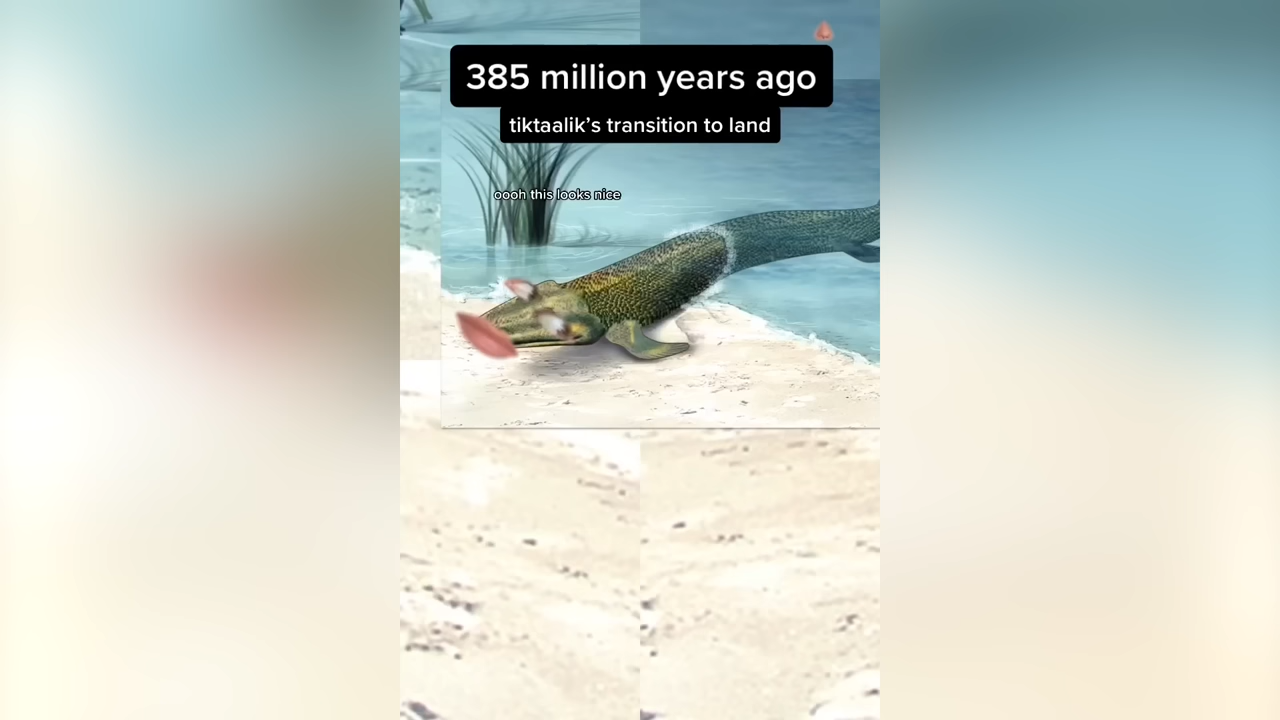 385 million years ago
tiktaalik’s transition to land
oooh this looks nice